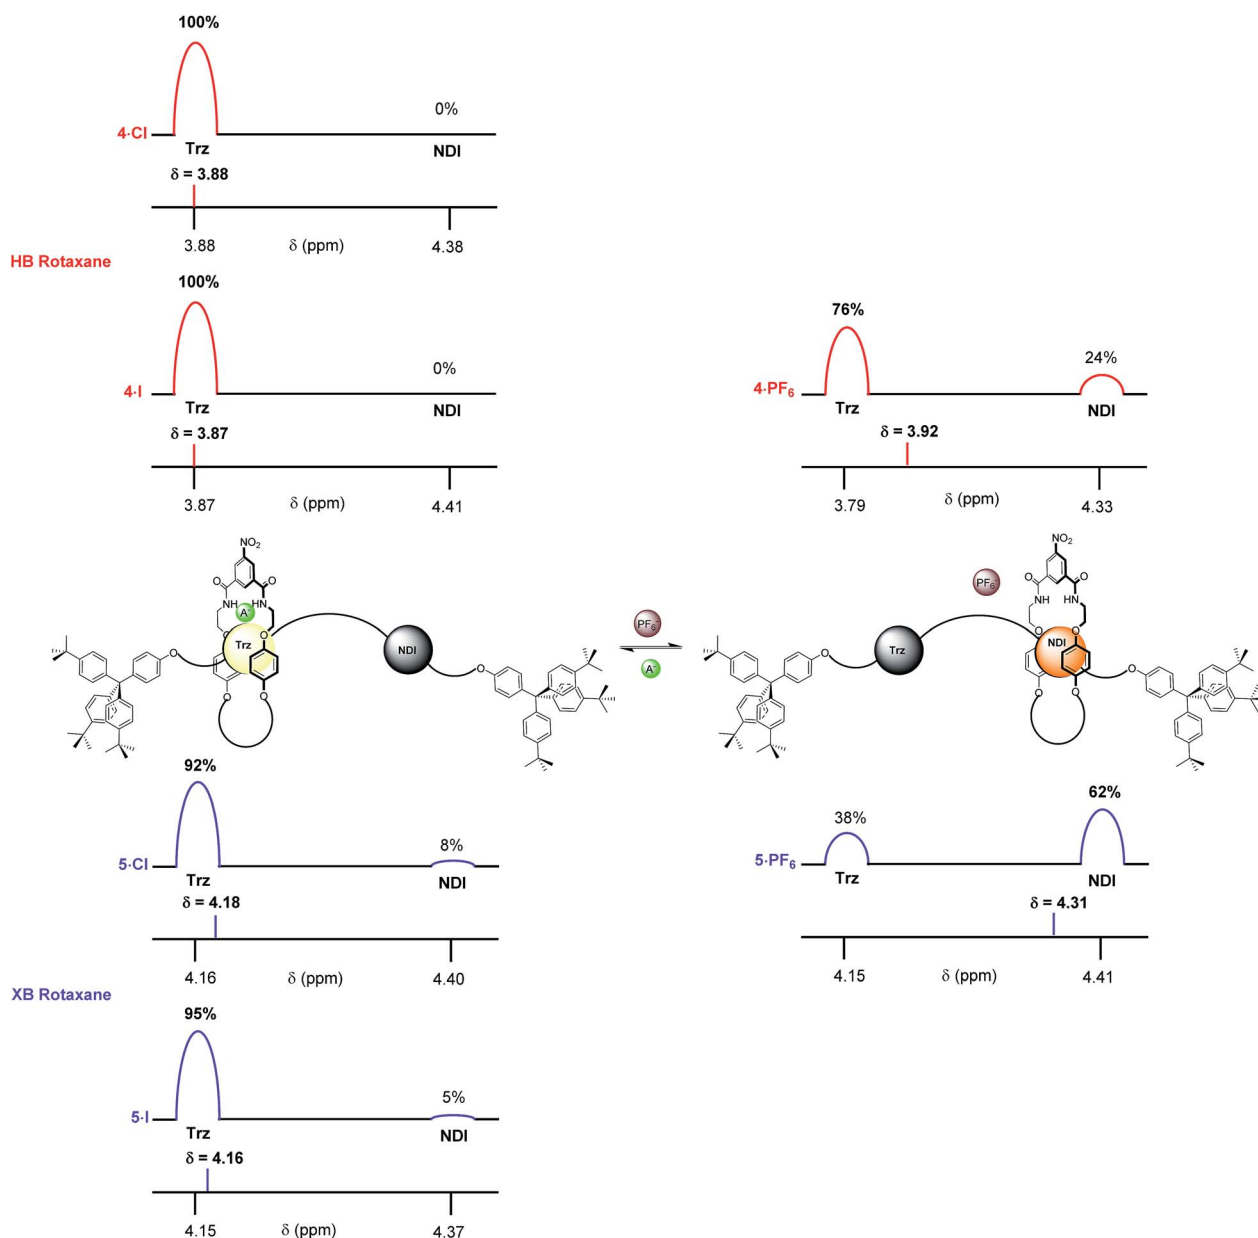 100%
0%
4·Cl
Trz
NDI
δ = 3.88
3.88
δ (ppm)
4.38
HB Rotaxane
100%
0%
4·I
Trz
NDI
δ = 3.87
3.87
δ (ppm)
4.41
76%
24%
4·PF₆
Trz
NDI
δ = 3.92
3.79
δ (ppm)
4.33
NO₂
O
O
NH
HN
A⁻
O
O
Trz
NDI
O
O
O
O
PF₆⁻
A⁻
NO₂
PF₆⁻
O
O
NH
HN
O
O
Trz
NDI
O
O
O
O
92%
8%
5·Cl
Trz
NDI
δ = 4.18
4.16
δ (ppm)
4.40
62%
38%
5·PF₆
Trz
NDI
δ = 4.31
4.15
δ (ppm)
4.41
XB Rotaxane
95%
5%
5·I
Trz
NDI
δ = 4.16
4.15
δ (ppm)
4.37